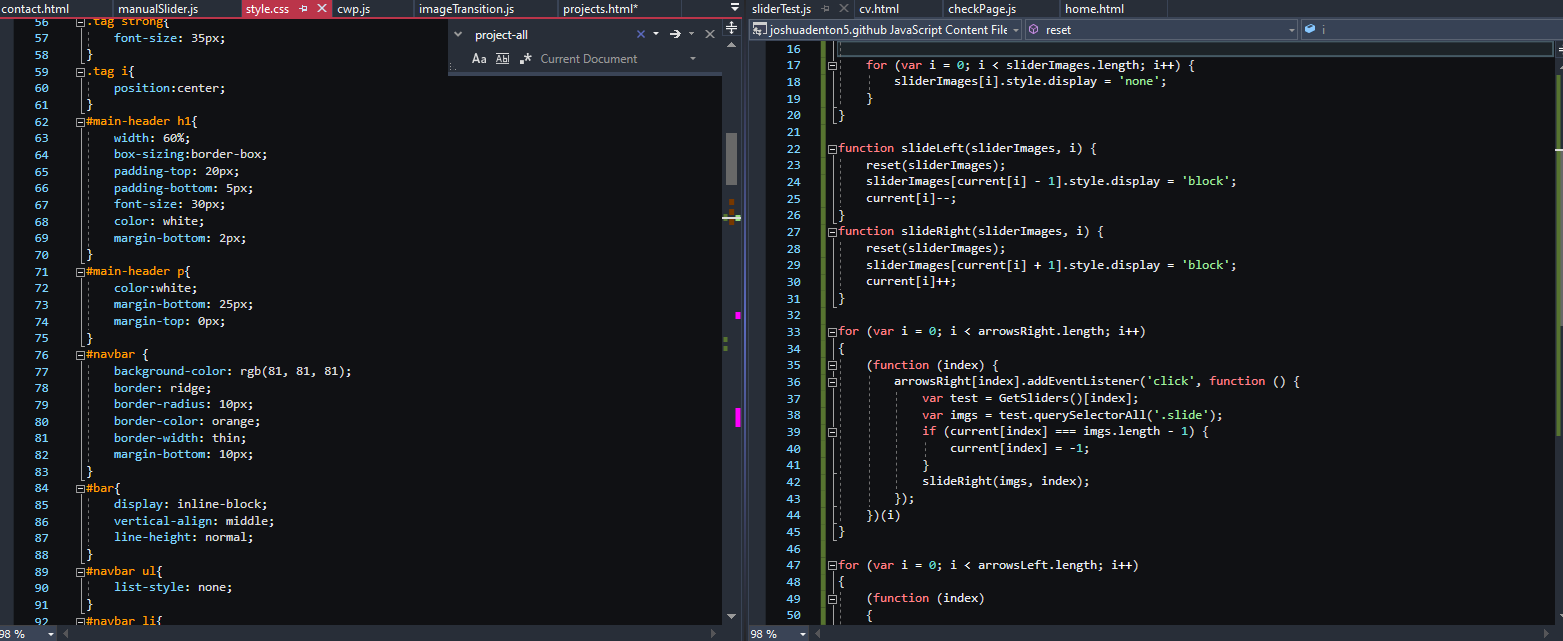 contact.html manualSlider.js style.css cwp.js imageTransition.js projects.html*
56 .tag strong{
57 font-size: 35px;
58 }
59 .tag i{
60 position:center;
61 }
62 #main-header h1{
63 width: 60%;
64 box-sizing:border-box;
65 padding-top: 20px;
66 padding-bottom: 5px;
67 font-size: 30px;
68 color: white;
69 margin-bottom: 2px;
70 }
71 #main-header p{
72 color:white;
73 margin-bottom: 25px;
74 margin-top: 0px;
75 }
76 #navbar {
77 background-color: rgb(81, 81, 81);
78 border: ridge;
79 border-radius: 10px;
80 border-color: orange;
81 border-width: thin;
82 margin-bottom: 10px;
83 }
84 #bar{
85 display: inline-block;
86 vertical-align: middle;
87 line-height: normal;
88 }
89 #navbar ul{
90 list-style: none;
91 }
92 #navbar li{
98 %
project-all
Aa Ab .* Current Document
sliderTest.js cv.html checkPage.js home.html
joshuadenton5.github JavaScript Content File reset i
16
17 for (var i = 0; i < sliderImages.length; i++) {
18 sliderImages[i].style.display = 'none';
19 }
20 }
21
22 function slideLeft(sliderImages, i) {
23 reset(sliderImages);
24 sliderImages[current[i] - 1].style.display = 'block';
25 current[i]--;
26 }
27 function slideRight(sliderImages, i) {
28 reset(sliderImages);
29 sliderImages[current[i] + 1].style.display = 'block';
30 current[i]++;
31 }
32
33 for (var i = 0; i < arrowsRight.length; i++)
34 {
35 (function (index) {
36 arrowsRight[index].addEventListener('click', function () {
37 var test = GetSliders()[index];
38 var imgs = test.querySelectorAll('.slide');
39 if (current[index] === imgs.length - 1) {
40 current[index] = -1;
41 }
42 slideRight(imgs, index);
43 });
44 })(i)
45 }
46
47 for (var i = 0; i < arrowsLeft.length; i++)
48 {
49 (function (index)
50 {
98 %